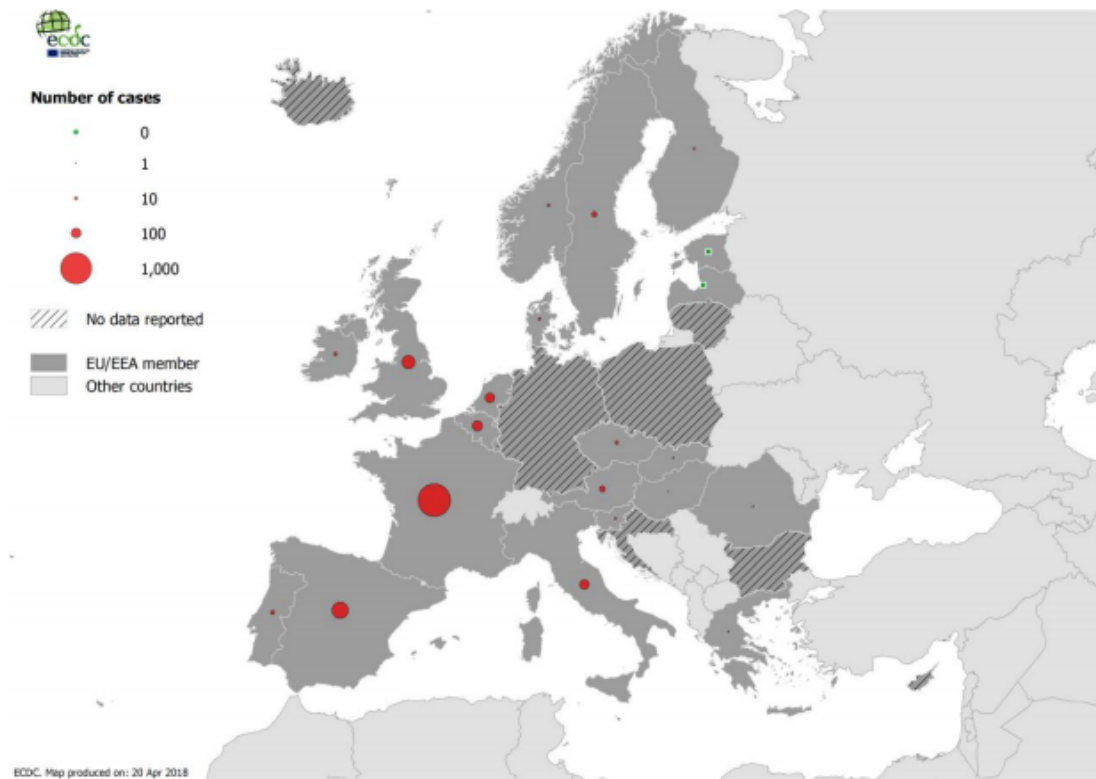 ecdc
Number of cases
0
1
10
100
1,000
No data reported
EU/EEA member
Other countries
ECDC. Map produced on: 20 Apr 2018